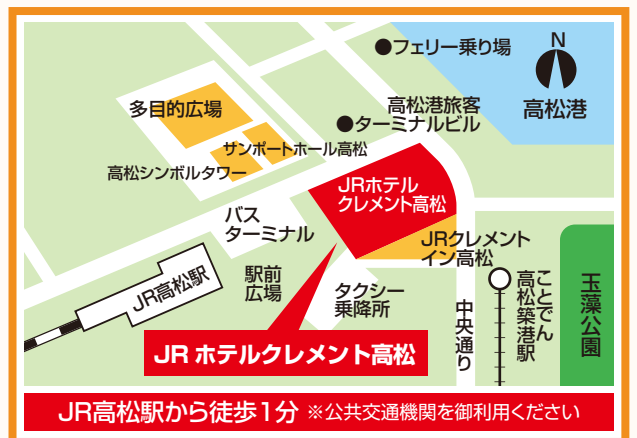 ●フェリー乗り場
N
高松港
多目的広場
高松港旅客
●ターミナルビル
サンポートホール高松
高松シンボルタワー
JRホテル
クレメント高松
バス
ターミナル
JRクレメント
イン高松
JR高松駅
駅前
広場
タクシー
乗降所
中央通り
ことでん
高松築港駅
玉藻公園
JR ホテルクレメント高松
JR高松駅から徒歩1分 ※公共交通機関を御利用ください